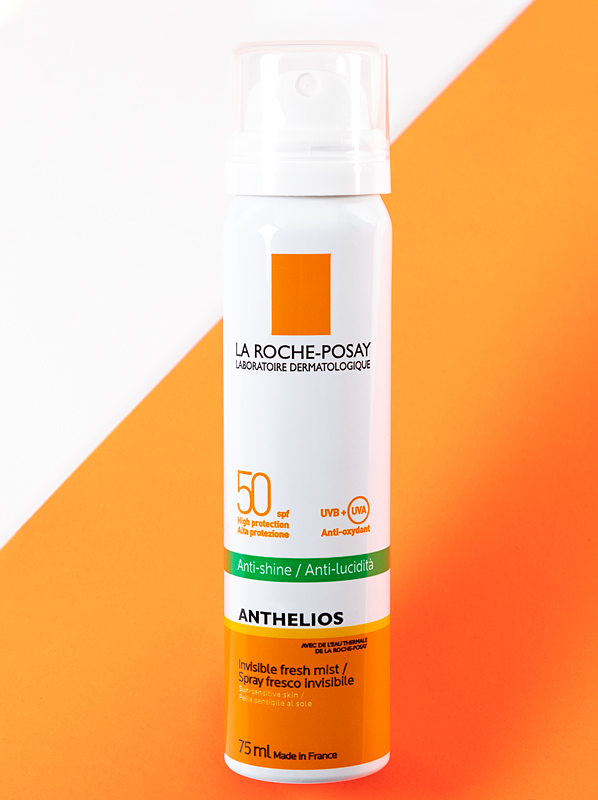 LA ROCHE-POSAY
LABORATOIRE DERMATOLOGIQUE
50 spf
High protection
Alta protezione
UVB + UVA
Anti-oxydant
Anti-shine / Anti-lucidità
ANTHELIOS
AVEC DE L'EAU THERMALE
DE LA ROCHE-POSAY
Invisible fresh mist /
Spray fresco invisibile
Sun-sensitive skin /
Pelle sensibile al sole
75 ml Made in France